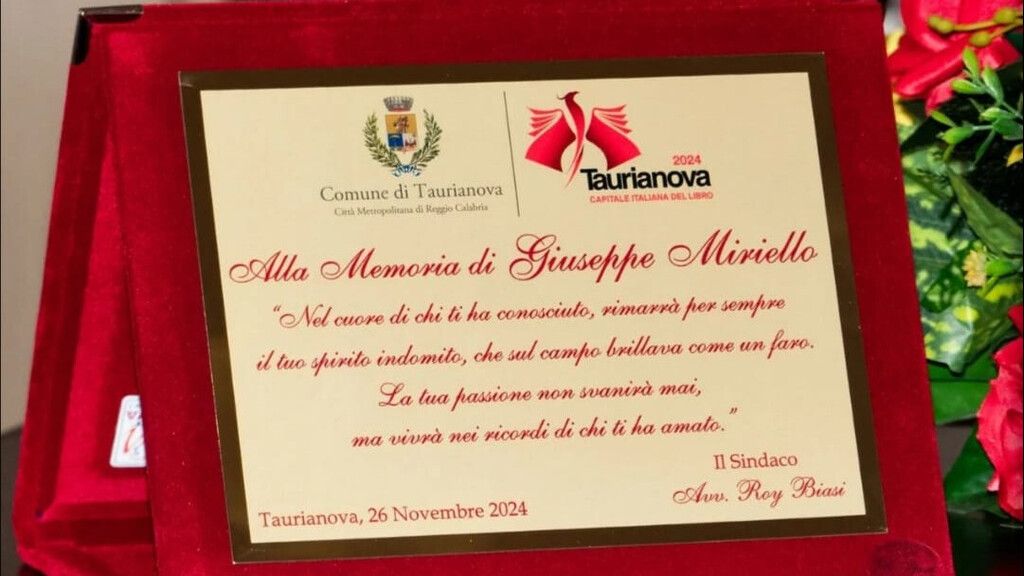 Comune di Taurianova
Città Metropolitana di Reggio Calabria
2024
Taurianova
CAPITALE ITALIANA DEL LIBRO
Alla Memoria di Giuseppe Miriello
“Nel cuore di chi ti ha conosciuto, rimarrà per sempre
il tuo spirito indomito, che sul campo brillava come un faro.
La tua passione non svanirà mai,
ma vivrà nei ricordi di chi ti ha amato.”
Il Sindaco
Avv. Roy Biasi
Taurianova, 26 Novembre 2024